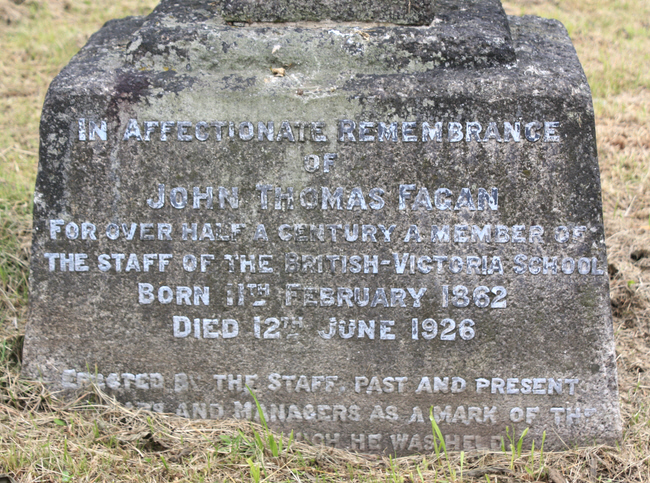 IN AFFECTIONATE REMEMBRANCE
OF
JOHN THOMAS FAGAN
FOR OVER HALF A CENTURY A MEMBER OF
THE STAFF OF THE BRITISH-VICTORIA SCHOOL
BORN 11TH FEBRUARY 1862
DIED 12TH JUNE 1926
ERECTED BY THE STAFF, PAST AND PRESENT
AND MANAGERS AS A MARK OF THE
HE WAS HELD